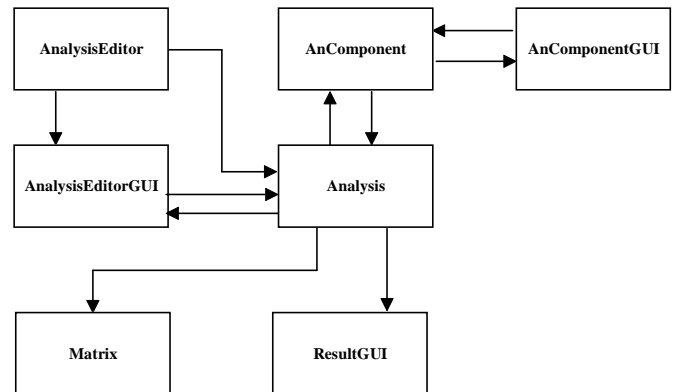 AnalysisEditor
AnComponent
AnComponentGUI
AnalysisEditorGUI
Analysis
Matrix
ResultGUI